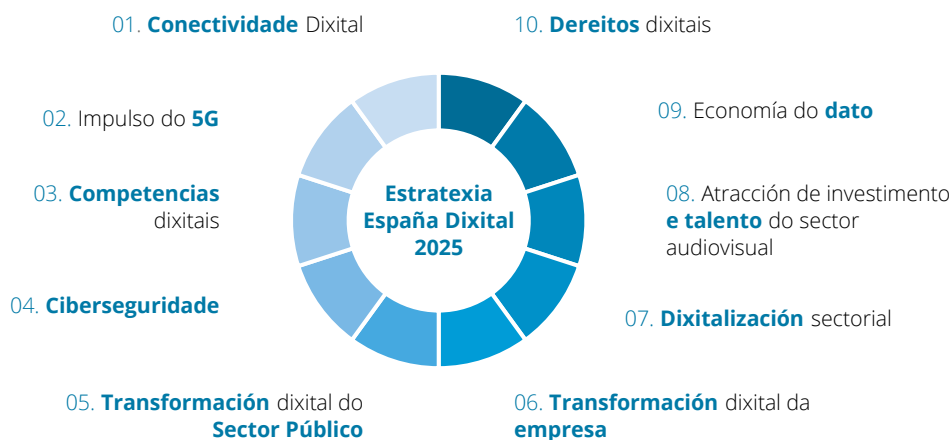 01. Conectividade Dixital
10. Dereitos dixitais
02. Impulso do 5G
09. Economía do dato
03. Competencias
dixitais
Estratexia
España Dixital
2025
08. Atracción de investimento
e talento do sector
audiovisual
04. Ciberseguridade
07. Dixitalización sectorial
05. Transformación dixital do
Sector Público
06. Transformación dixital da
empresa